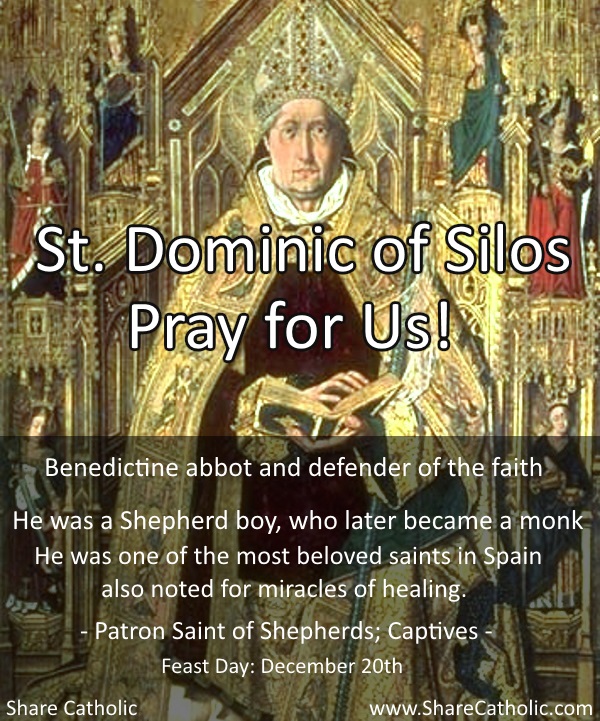 St. Dominic of Silos
Pray for Us!
Benedictine abbot and defender of the faith
He was a Shepherd boy, who later became a monk
He was one of the most beloved saints in Spain
also noted for miracles of healing.
- Patron Saint of Shepherds; Captives -
Feast Day: December 20th
Share Catholic
www.ShareCatholic.com